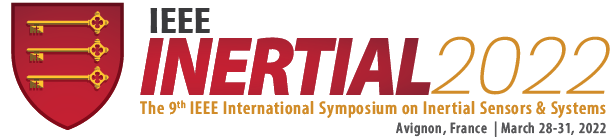 IEEE
INERTIAL2022
The 9th IEEE International Symposium on Inertial Sensors & Systems
Avignon, France | March 28-31, 2022